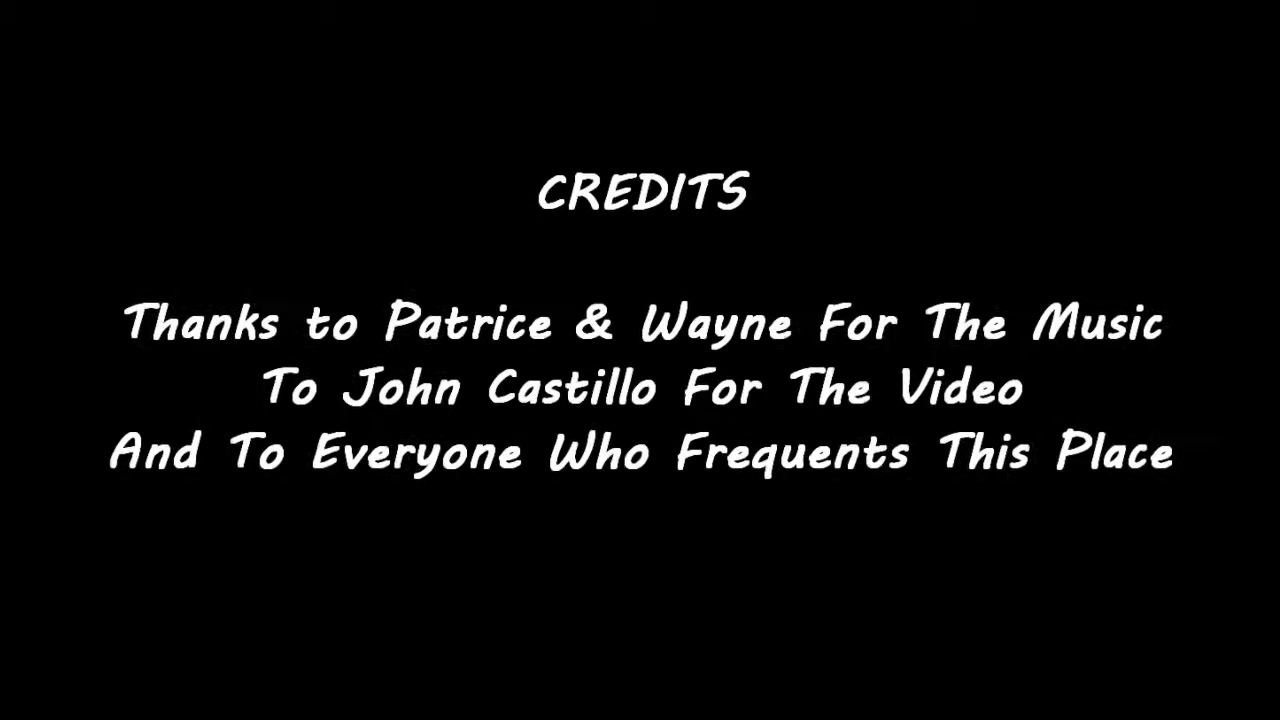 CREDITS
Thanks to Patrice & Wayne For The Music
To John Castillo For The Video
And To Everyone Who Frequents This Place